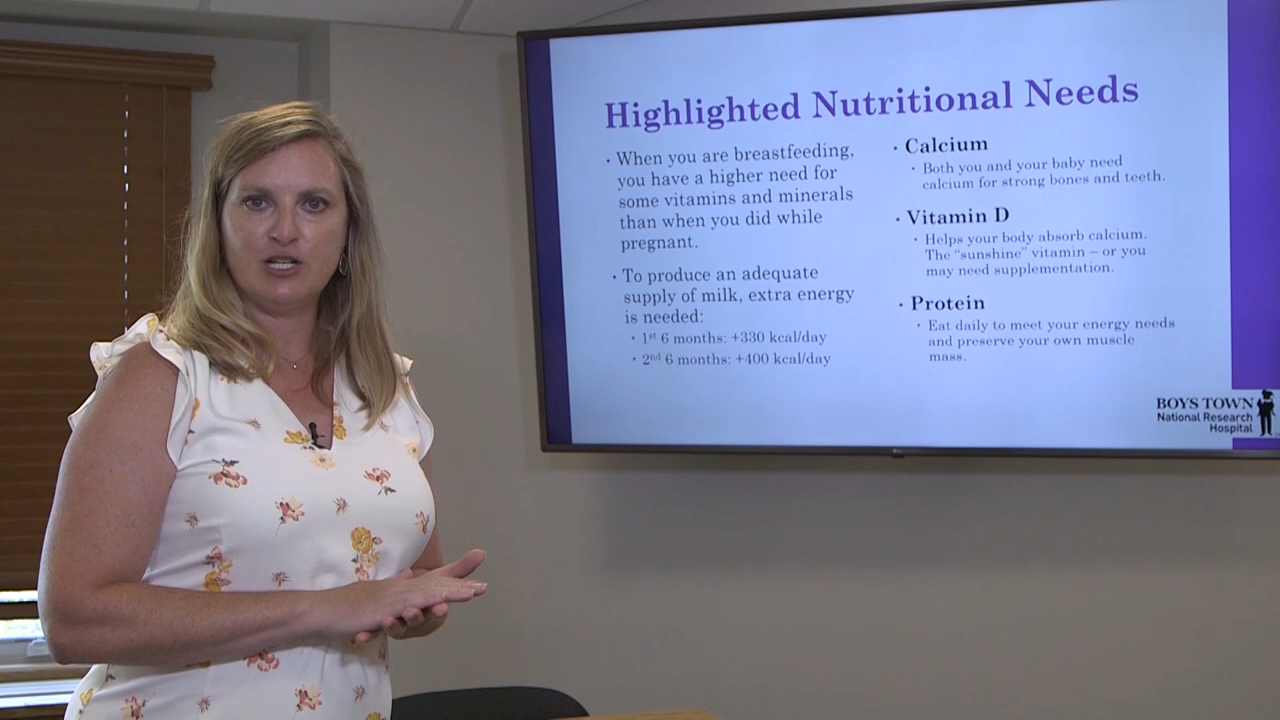 Highlighted Nutritional Needs
• When you are breastfeeding,
you have a higher need for
some vitamins and minerals
than when you did while
pregnant.
• To produce an adequate
supply of milk, extra energy
is needed:
• 1st 6 months: +330 kcal/day
• 2nd 6 months: +400 kcal/day
• Calcium
• Both you and your baby need
calcium for strong bones and teeth.
• Vitamin D
• Helps your body absorb calcium.
The "sunshine" vitamin – or you
may need supplementation.
• Protein
• Eat daily to meet your energy needs
and preserve your own muscle
mass.
BOYS TOWN
National Research
Hospital
LG